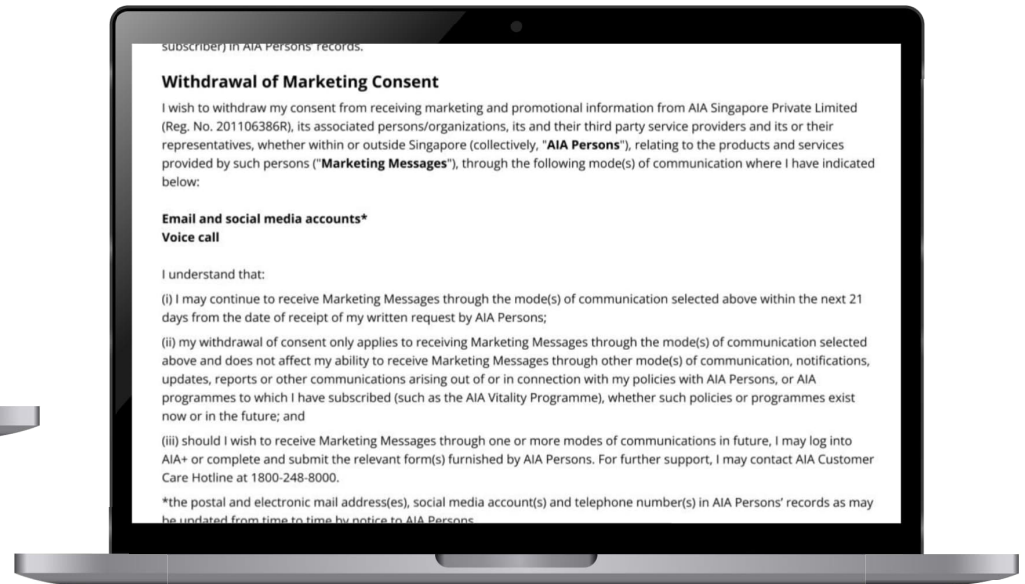 subscriber) in AIA Persons' records.
Withdrawal of Marketing Consent
I wish to withdraw my consent from receiving marketing and promotional information from AIA Singapore Private Limited
(Reg. No. 201106386R), its associated persons/organizations, its and their third party service providers and its or their
representatives, whether within or outside Singapore (collectively, "AIA Persons"), relating to the products and services
provided by such persons ("Marketing Messages"), through the following mode(s) of communication where I have indicated
below:
Email and social media accounts*
Voice call
I understand that:
(i) I may continue to receive Marketing Messages through the mode(s) of communication selected above within the next 21
days from the date of receipt of my written request by AIA Persons;
(ii) my withdrawal of consent only applies to receiving Marketing Messages through the mode(s) of communication selected
above and does not affect my ability to receive Marketing Messages through other mode(s) of communication, notifications,
updates, reports or other communications arising out of or in connection with my policies with AIA Persons, or AIA
programmes to which I have subscribed (such as the AIA Vitality Programme), whether such policies or programmes exist
now or in the future; and
(iii) should I wish to receive Marketing Messages through one or more modes of communications in future, I may log into
AIA+ or complete and submit the relevant form(s) furnished by AIA Persons. For further support, I may contact AIA Customer
Care Hotline at 1800-248-8000.
*the postal and electronic mail address(es), social media account(s) and telephone number(s) in AIA Persons' records as may
be updated from time to time by notice to AIA Persons.